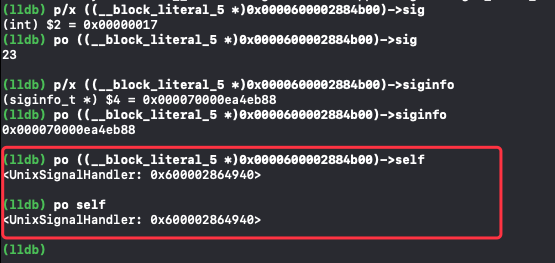 (lldb) p/x ((__block_literal_5 *)0x0000600002884b00)->sig
(int) $2 = 0x00000017
(lldb) po ((__block_literal_5 *)0x0000600002884b00)->sig
23
(lldb) p/x ((__block_literal_5 *)0x0000600002884b00)->siginfo
(siginfo_t *) $4 = 0x000070000ea4eb88
(lldb) po ((__block_literal_5 *)0x0000600002884b00)->siginfo
0x000070000ea4eb88
(lldb) po ((__block_literal_5 *)0x0000600002884b00)->self
<UnixSignalHandler: 0x600002864940>
(lldb) po self
<UnixSignalHandler: 0x600002864940>
(lldb)